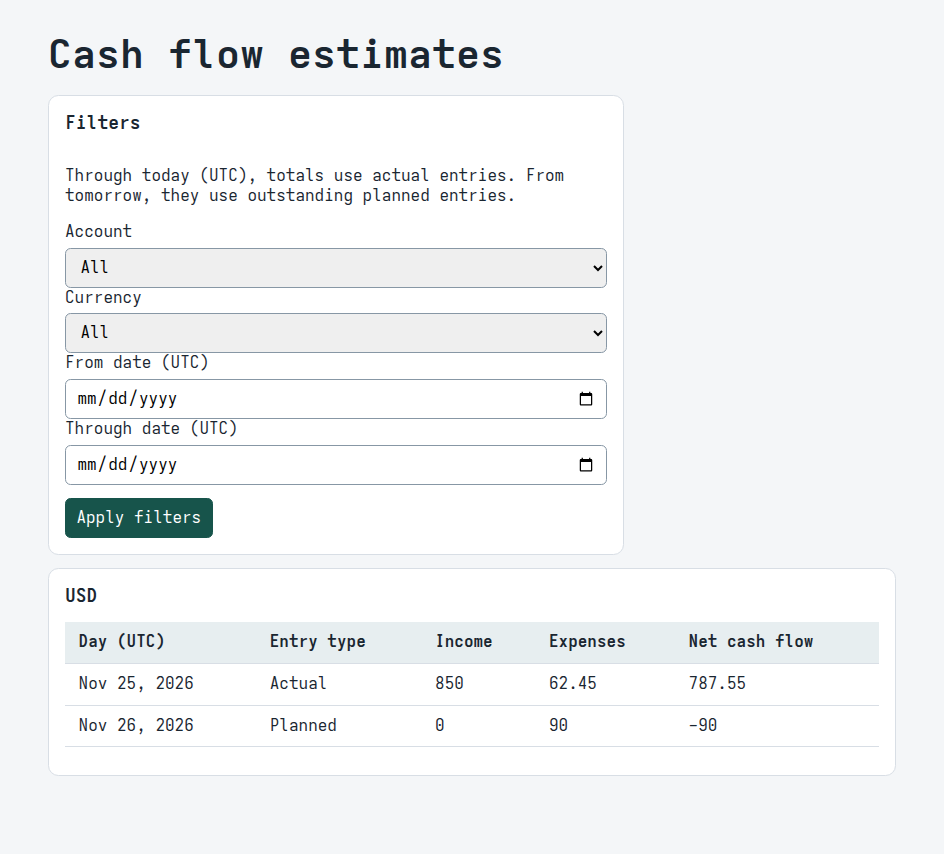 Cash flow estimates
Filters
Through today (UTC), totals use actual entries. From
tomorrow, they use outstanding planned entries.
Account
All
Currency
All
From date (UTC)
mm/dd/yyyy
Through date (UTC)
mm/dd/yyyy
Apply filters
USD
Day (UTC) Entry type Income Expenses Net cash flow
Nov 25, 2026 Actual 850 62.45 787.55
Nov 26, 2026 Planned 0 90 −90